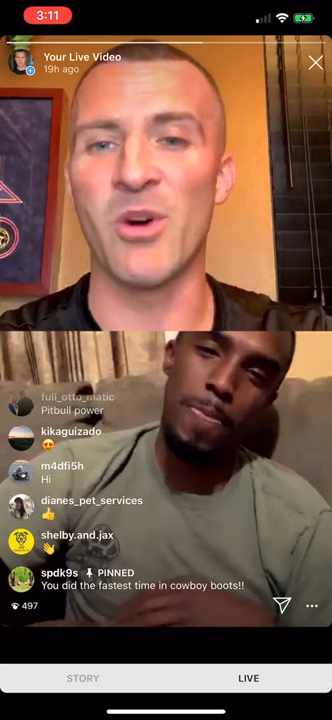 3:11
Your Live Video
19h ago
full_otto_matic
Pitbull power
kikaguizado
😍
m4dfi5h
Hi
dianes_pet_services
👍
shelby.and.jax
👋
spdk9s PINNED
You did the fastest time in cowboy boots!!
497
STORY LIVE